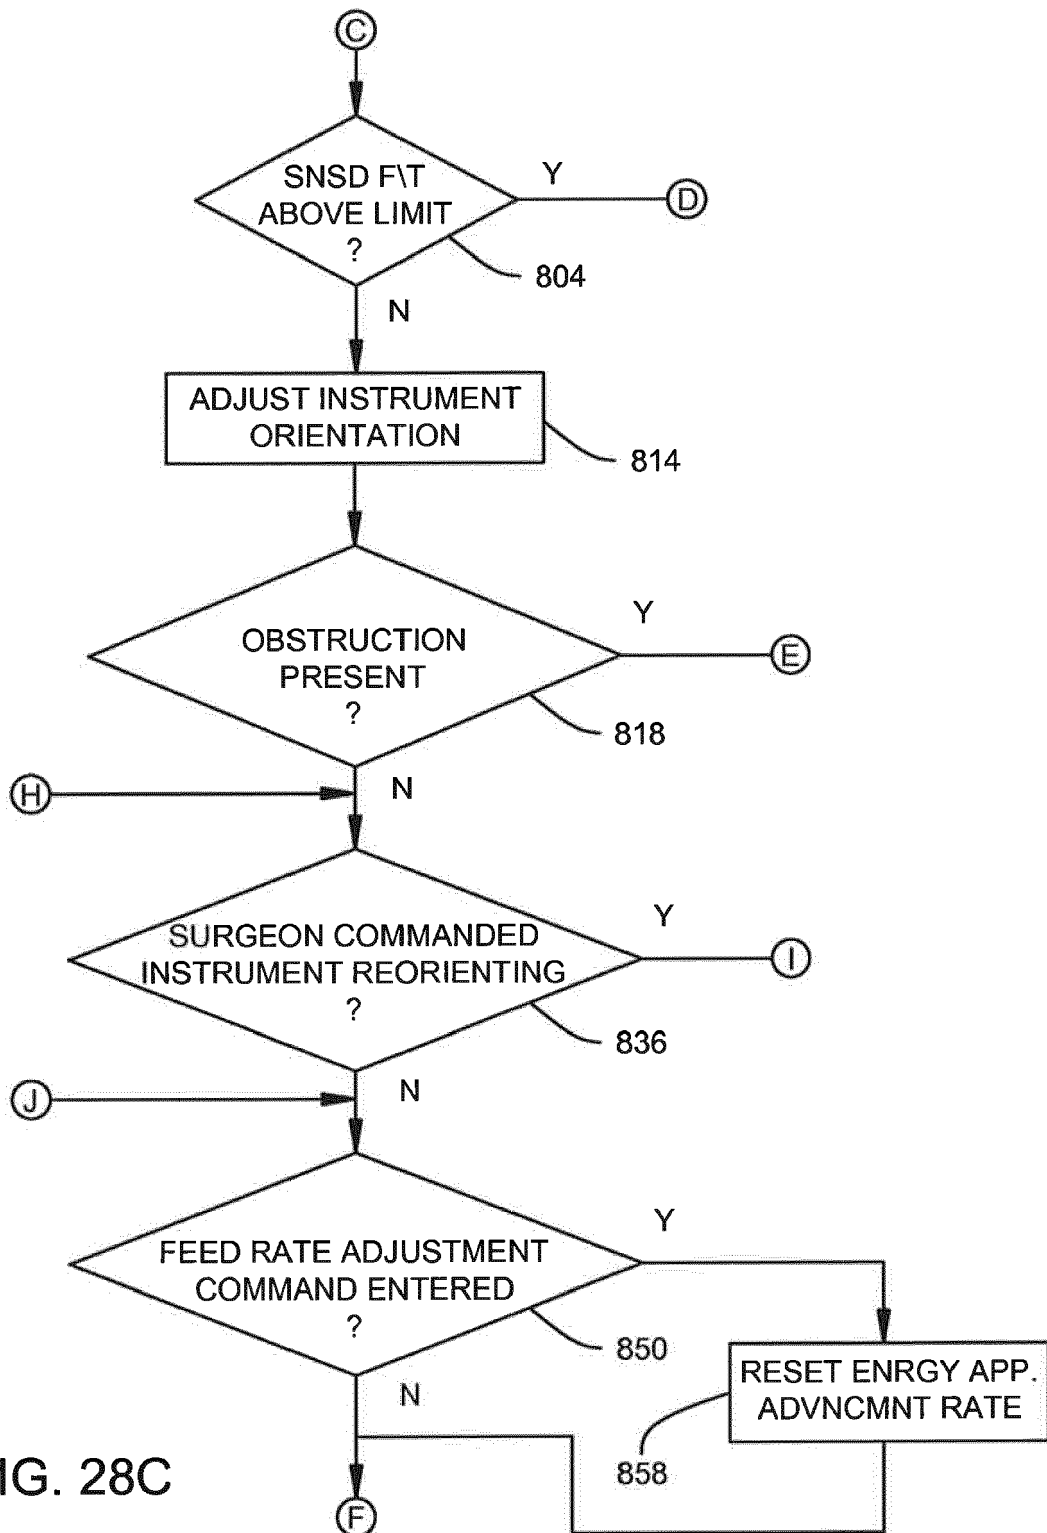 C
SNSD F\T
ABOVE LIMIT
?
Y
D
804
N
ADJUST INSTRUMENT
ORIENTATION
814
OBSTRUCTION
PRESENT
?
Y
E
818
H
N
SURGEON COMMANDED
INSTRUMENT REORIENTING
?
Y
I
836
J
N
FEED RATE ADJUSTMENT
COMMAND ENTERED
?
Y
850
RESET ENRGY APP.
ADVNCMNT RATE
858
N
IG. 28C
F